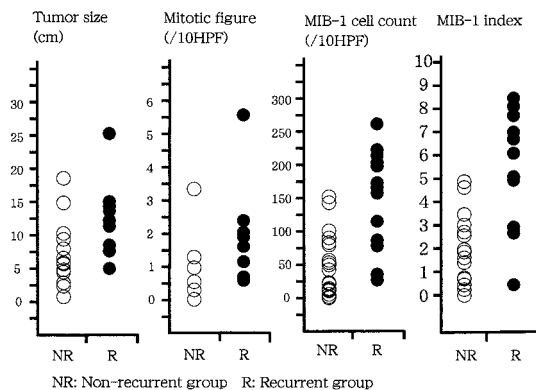 Tumor size
(cm)
30
25
20
15
10
5
0
NR
R
Mitotic figure
(/10HPF)
6
5
4
3
2
1
0
NR
R
MIB-1 cell count
(/10HPF)
300
250
200
150
100
50
0
NR
R
MIB-1 index
10
9
8
7
6
5
4
3
2
1
0
NR
R
NR: Non-recurrent group R: Recurrent group